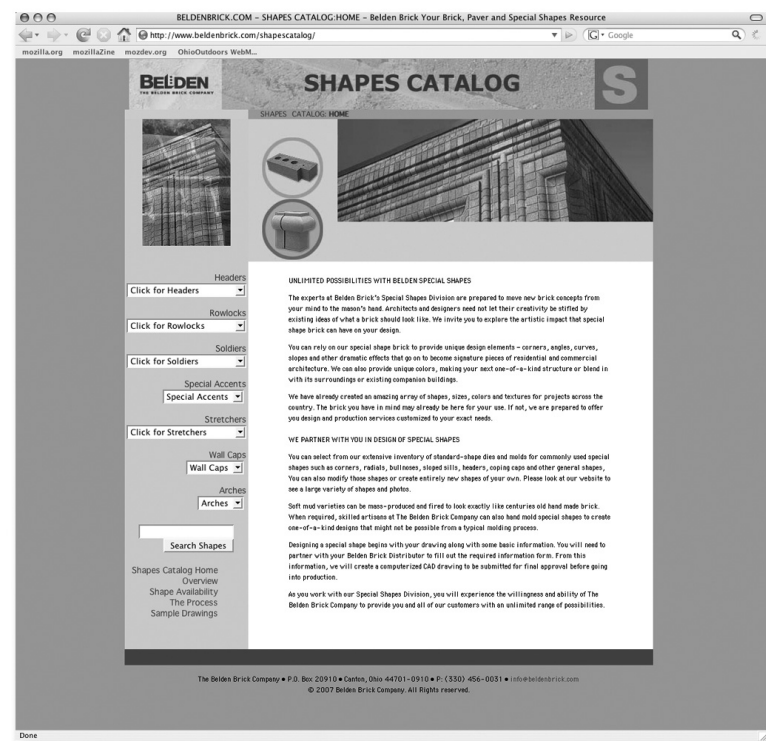 BELDENBRICK.COM – SHAPES CATALOG:HOME – Belden Brick Your Brick, Paver and Special Shapes Resource
http://www.beldenbrick.com/shapescatalog/
G Google
mozilla.org mozillaZine mozdev.org OhioOutdoors WebM...
BELDEN
THE BELDEN BRICK COMPANY
SHAPES CATALOG
S
SHAPES CATALOG: HOME
Headers
Click for Headers
Rowlocks
Click for Rowlocks
Soldiers
Click for Soldiers
Special Accents
Special Accents
Stretchers
Click for Stretchers
Wall Caps
Wall Caps
Arches
Arches
Search Shapes
Shapes Catalog Home
Overview
Shape Availability
The Process
Sample Drawings
UNLIMITED POSSIBILITIES WITH BELDEN SPECIAL SHAPES
The experts at Belden Brick's Special Shapes Division are prepared to move new brick concepts from
your mind to the mason's hand. Architects and designers need not let their creativity be stifled by
existing ideas of what a brick should look like. We invite you to explore the artistic impact that special
shape brick can have on your design.
You can rely on our special shape brick to provide unique design elements – corners, angles, curves,
slopes and other dramatic effects that go on to become signature pieces of residential and commercial
architecture. We can also provide unique colors, making your next one-of-a-kind structure or blend in
with its surroundings or existing companion buildings.
We have already created an amazing array of shapes, sizes, colors and textures for projects across the
country. The brick you have in mind may already be here for your use. If not, we are prepared to offer
you design and production services customized to your exact needs.
WE PARTNER WITH YOU IN DESIGN OF SPECIAL SHAPES
You can select from our extensive inventory of standard-shape dies and molds for commonly used special
shapes such as corners, radials, bullnoses, sloped sills, headers, coping caps and other general shapes,
You can also modify those shapes or create entirely new shapes of your own. Please look at our website to
see a large variety of shapes and photos.
Soft mud varieties can be mass-produced and fired to look exactly like centuries old hand made brick.
When required, skilled artisans at The Belden Brick Company can also hand mold special shapes to create
one-of-a-kind designs that might not be possible from a typical molding process.
Designing a special shape begins with your drawing along with some basic information. You will need to
partner with your Belden Brick Distributor to fill out the required information form. From this
information, we will create a computerized CAD drawing to be submitted for final approval before going
into production.
As you work with our Special Shapes Division, you will experience the willingness and ability of The
Belden Brick Company to provide you and all of our customers with an unlimited range of possibilities.
The Belden Brick Company • P.O. Box 20910 • Canton, Ohio 44701-0910 • P: (330) 456-0031 • info@beldenbrick.com
© 2007 Belden Brick Company. All Rights reserved.
Done